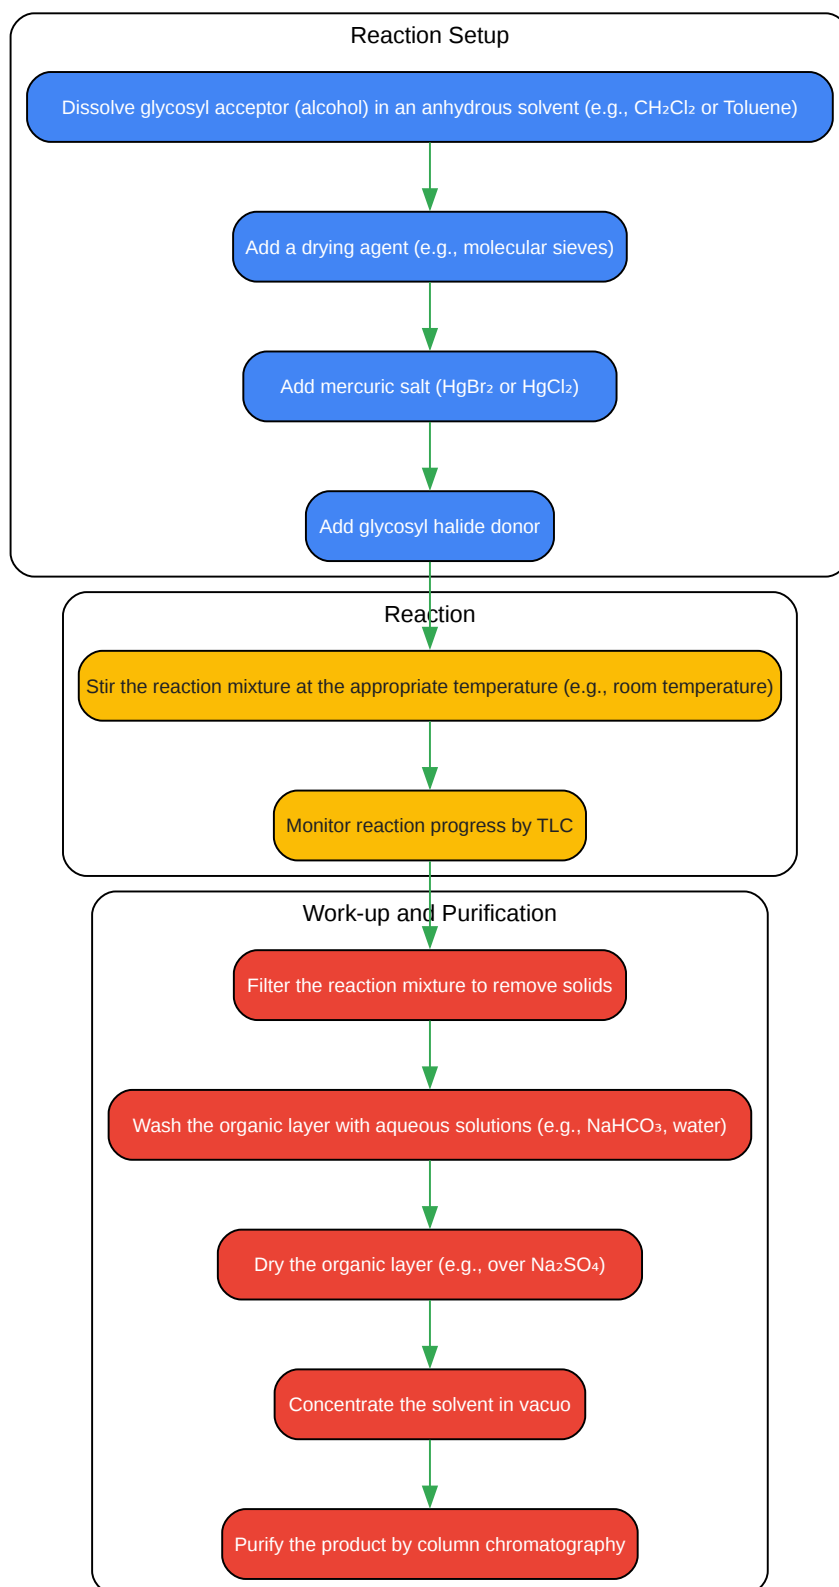 Reaction Setup
Dissolve glycosyl acceptor (alcohol) in an anhydrous solvent (e.g., CH₂Cl₂ or Toluene)
Add a drying agent (e.g., molecular sieves)
Add mercuric salt (HgBr₂ or HgCl₂)
Add glycosyl halide donor
Reaction
Stir the reaction mixture at the appropriate temperature (e.g., room temperature)
Monitor reaction progress by TLC
Work-up and Purification
Filter the reaction mixture to remove solids
Wash the organic layer with aqueous solutions (e.g., NaHCO₃, water)
Dry the organic layer (e.g., over Na₂SO₄)
Concentrate the solvent in vacuo
Purify the product by column chromatography